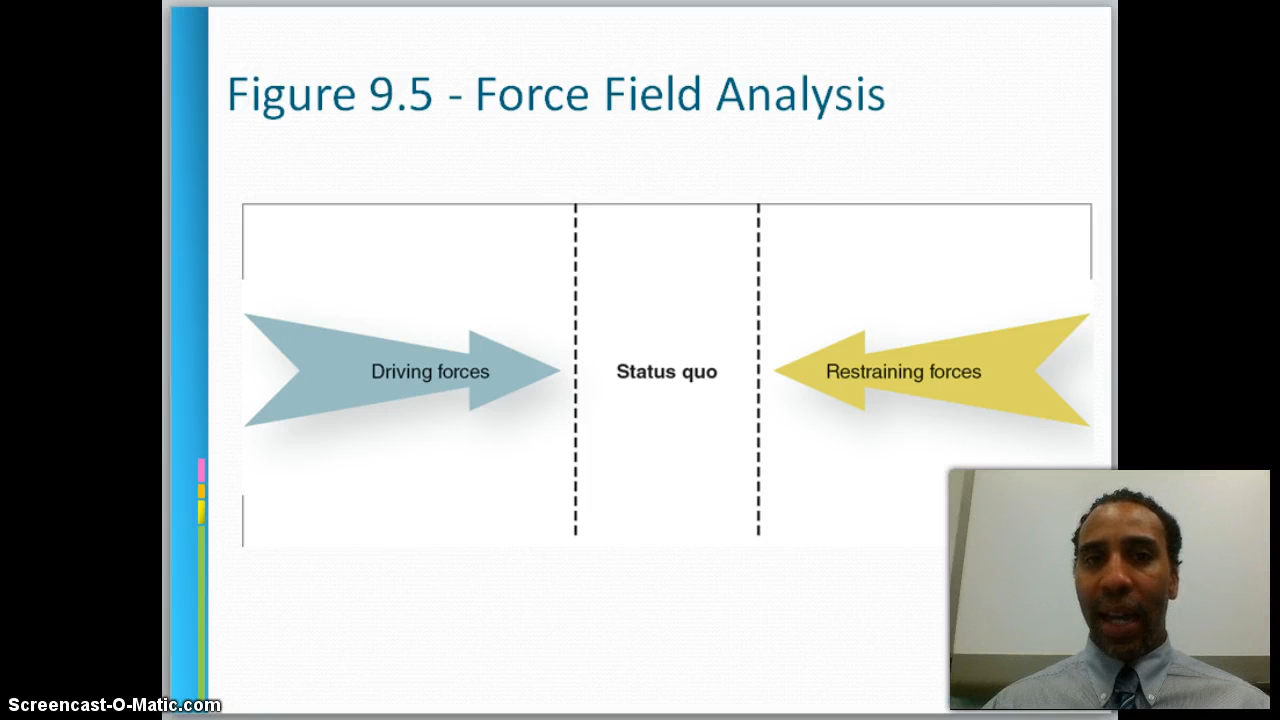 Figure 9.5 - Force Field Analysis
Driving forces
Status quo
Restraining forces
Screencast-O-Matic.com